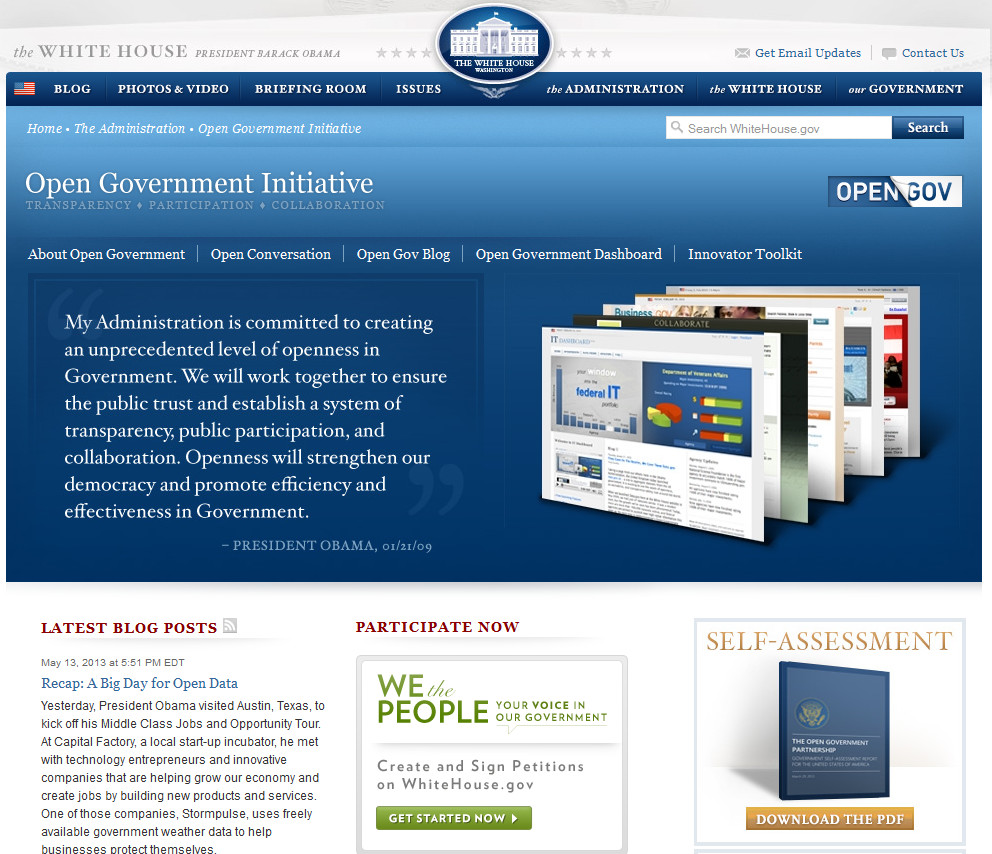 the WHITE HOUSE PRESIDENT BARACK OBAMA
THE WHITE HOUSE
WASHINGTON
Get Email Updates
Contact Us
BLOG
PHOTOS & VIDEO
BRIEFING ROOM
ISSUES
the ADMINISTRATION
the WHITE HOUSE
our GOVERNMENT
Home • The Administration • Open Government Initiative
Search WhiteHouse.gov
Search
Open Government Initiative
TRANSPARENCY ♦ PARTICIPATION ♦ COLLABORATION
OPEN GOV
About Open Government
Open Conversation
Open Gov Blog
Open Government Dashboard
Innovator Toolkit
“
My Administration is committed to creating
an unprecedented level of openness in
Government. We will work together to ensure
the public trust and establish a system of
transparency, public participation, and
collaboration. Openness will strengthen our
democracy and promote efficiency and
effectiveness in Government.
”
– PRESIDENT OBAMA, 01/21/09
Business.GOV
COLLABORATE
IT DASHBOARD
your window
into the
federal IT
portfolio
Department of Veterans Affairs
LATEST BLOG POSTS
May 13, 2013 at 5:51 PM EDT
Recap: A Big Day for Open Data
Yesterday, President Obama visited Austin, Texas, to
kick off his Middle Class Jobs and Opportunity Tour.
At Capital Factory, a local start-up incubator, he met
with technology entrepreneurs and innovative
companies that are helping grow our economy and
create jobs by building new products and services.
One of those companies, Stormpulse, uses freely
available government weather data to help
businesses protect themselves.
PARTICIPATE NOW
WE the
PEOPLE
YOUR VOICE IN
OUR GOVERNMENT
Create and Sign Petitions
on WhiteHouse.gov
GET STARTED NOW
SELF-ASSESSMENT
THE OPEN GOVERNMENT
PARTNERSHIP
GOVERNMENT SELF-ASSESSMENT REPORT
FOR THE UNITED STATES OF AMERICA
DOWNLOAD THE PDF